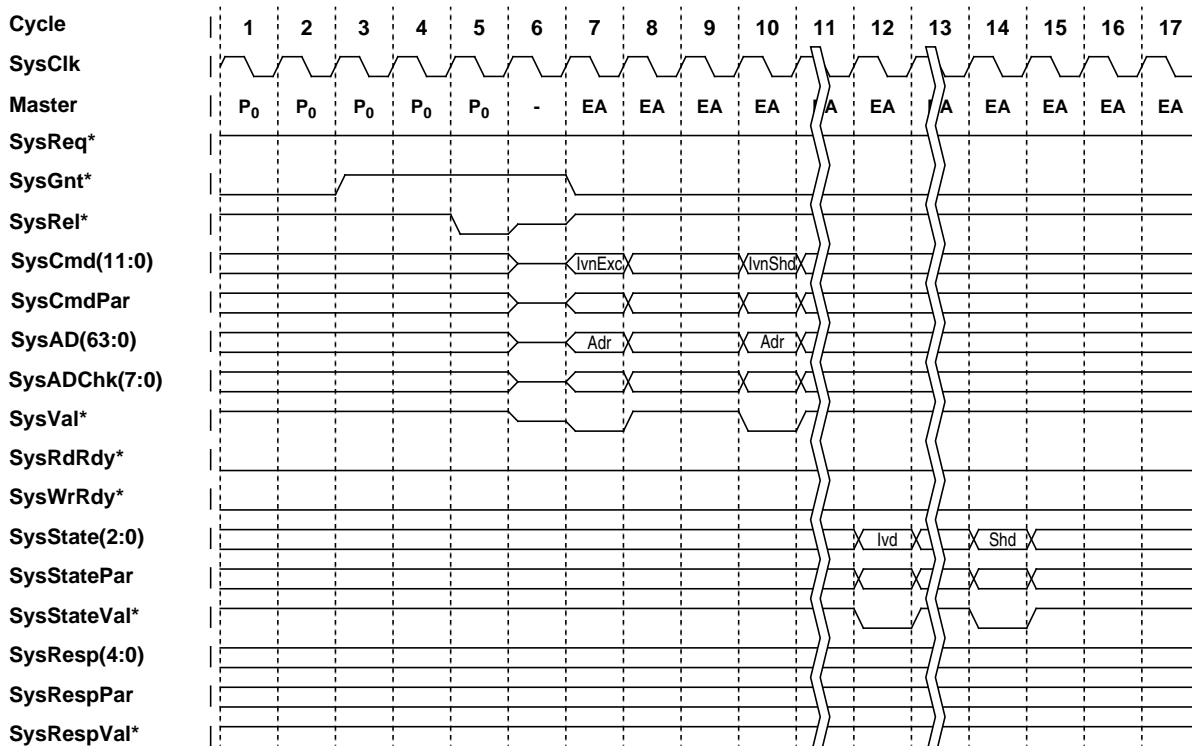 Cycle | 1 2 3 4 5 6 7 8 9 10 11 12 13 14 15 16 17
SysClk |
Master | P0 P0 P0 P0 P0 - EA EA EA EA A EA A EA EA EA EA
SysReq* |
SysGnt* |
SysRel* |
SysCmd(11:0) | IvnExc IvnShd
SysCmdPar |
SysAD(63:0) | Adr Adr
SysADChk(7:0) |
SysVal* |
SysRdRdy* |
SysWrRdy* |
SysState(2:0) | Ivd Shd
SysStatePar |
SysStateVal* |
SysResp(4:0) |
SysRespPar |
SysRespVal* |